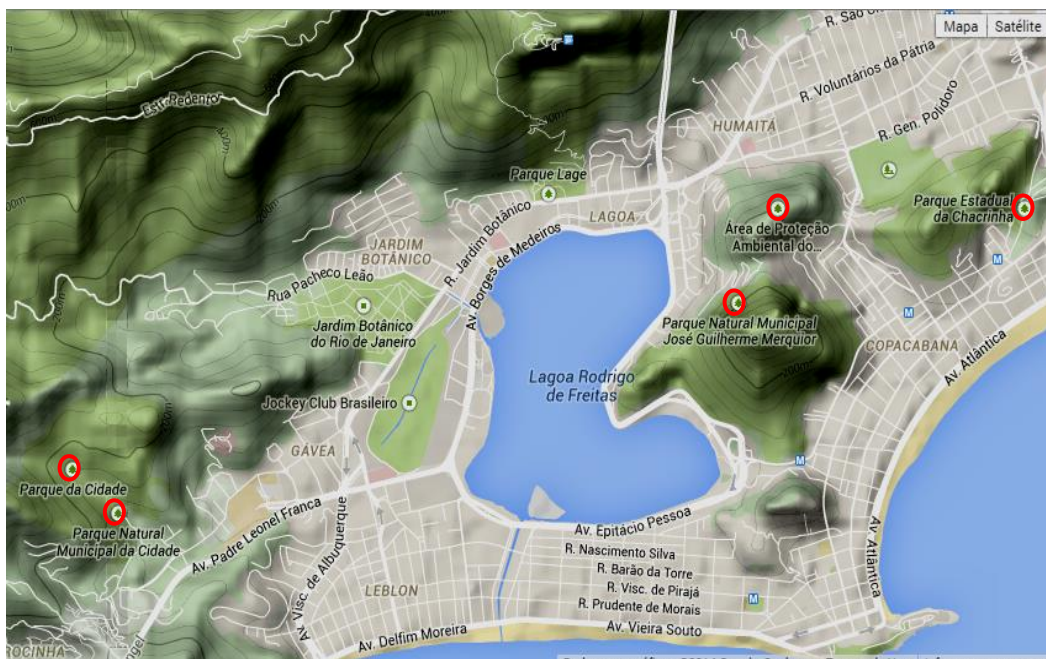 Mapa
Satélite
R. São
R. Voluntários da Pátria
Estr. Redentor
HUMAITÁ
R. Gen. Polidoro
Parque Lage
Parque Estadual
da Chacrinha
LAGOA
Área de Proteção
Ambiental do...
R. Jardim Botânico
Av. Borges de Medeiros
JARDIM
BOTÂNICO
Rua Pacheco Leão
200m
400m
Jardim Botânico
do Rio de Janeiro
Parque Natural Municipal
José Guilherme Merquior
COPACABANA
Av. Atlântica
200m
Lagoa Rodrigo
de Freitas
Jockey Club Brasileiro
GÁVEA
Parque da Cidade
Parque Natural
Municipal da Cidade
Av. Padre Leonel Franca
Av. Visc. de Albuquerque
Av. Epitácio Pessoa
Av. Atlântica
R. Nascimento Silva
R. Barão da Torre
R. Visc. de Pirajá
R. Prudente de Morais
LEBLON
Av. Delfim Moreira
Av. Vieira Souto
ROCINHA
M
M
M
M